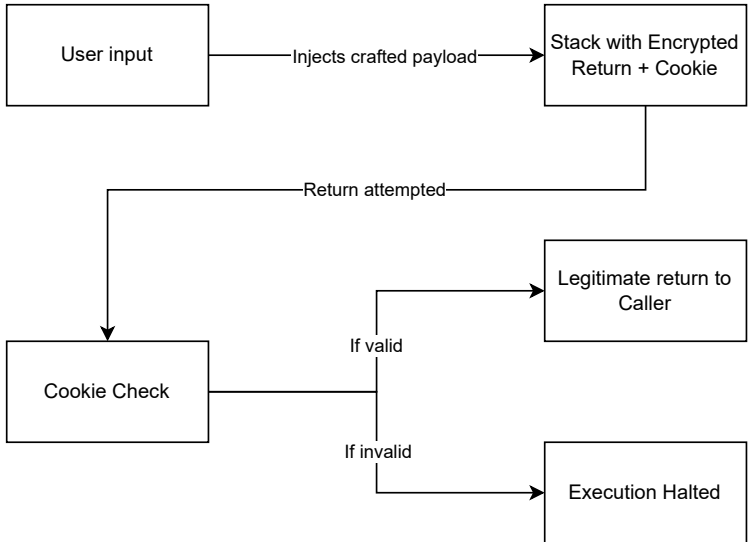 User input
Injects crafted payload
Stack with Encrypted
Return + Cookie
Return attempted
Legitimate return to
Caller
If valid
Cookie Check
If invalid
Execution Halted